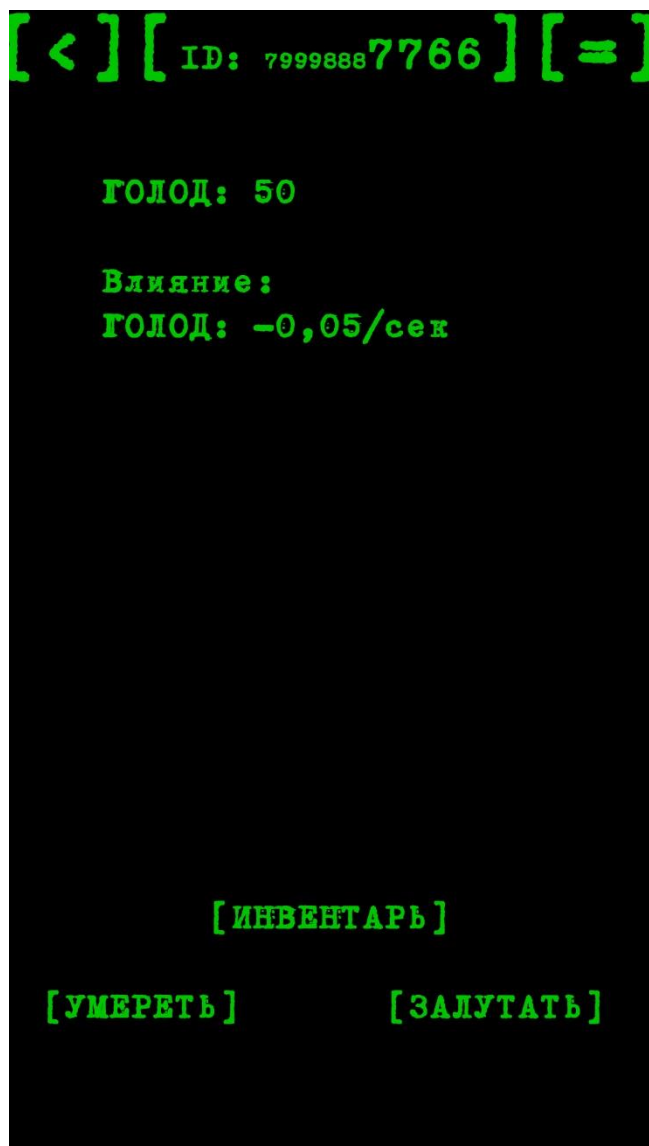 [<][ID: 79998887766][=]
ГОЛОД: 50
Влияние:
ГОЛОД: -0,05/сек
[ИНВЕНТАРЬ]
[УМЕРЕТЬ] [ЗАЛУТАТЬ]